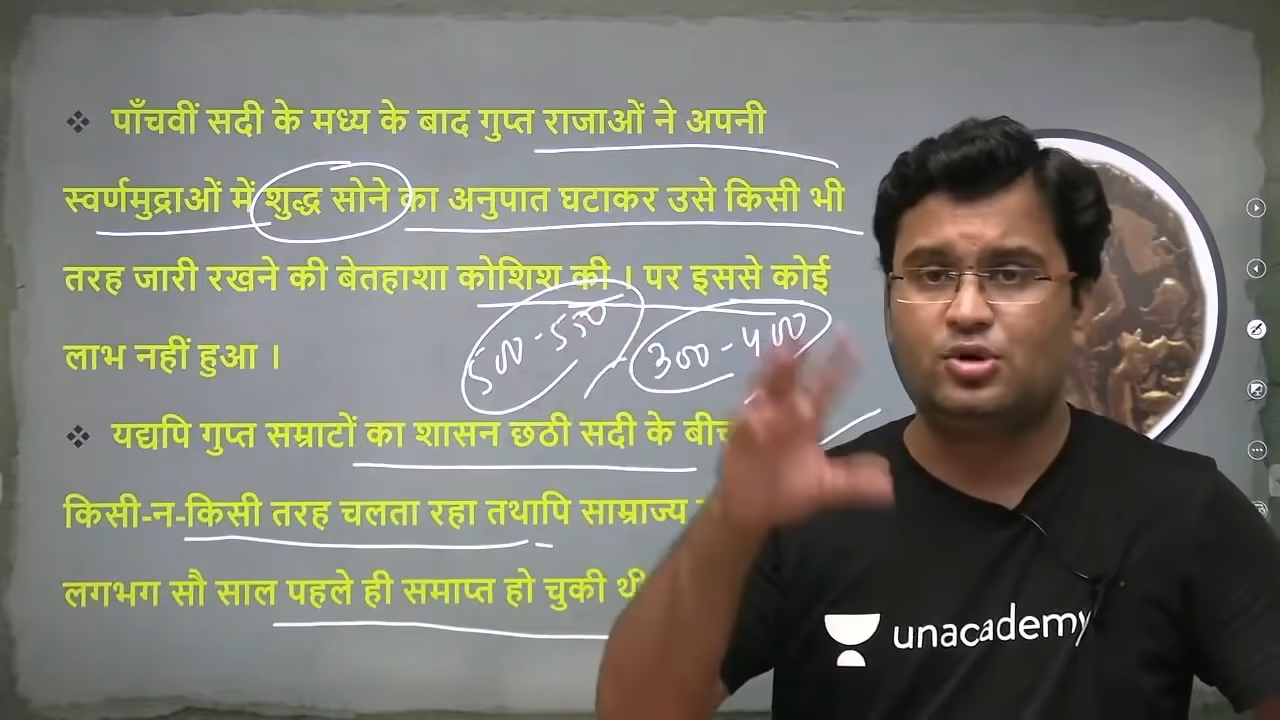 ❖ पाँचवीं सदी के मध्य के बाद गुप्त राजाओं ने अपनी
स्वर्णमुद्राओं में शुद्ध सोने का अनुपात घटाकर उसे किसी भी
तरह जारी रखने की बेतहाशा कोशिश की । पर इससे कोई
लाभ नहीं हुआ ।
500-550
300-400
❖ यद्यपि गुप्त सम्राटों का शासन छठी सदी के
किसी-न-किसी तरह चलता रहा तथापि साम्राज्य
लगभग सौ साल पहले ही समाप्त हो चुकी
unacademy